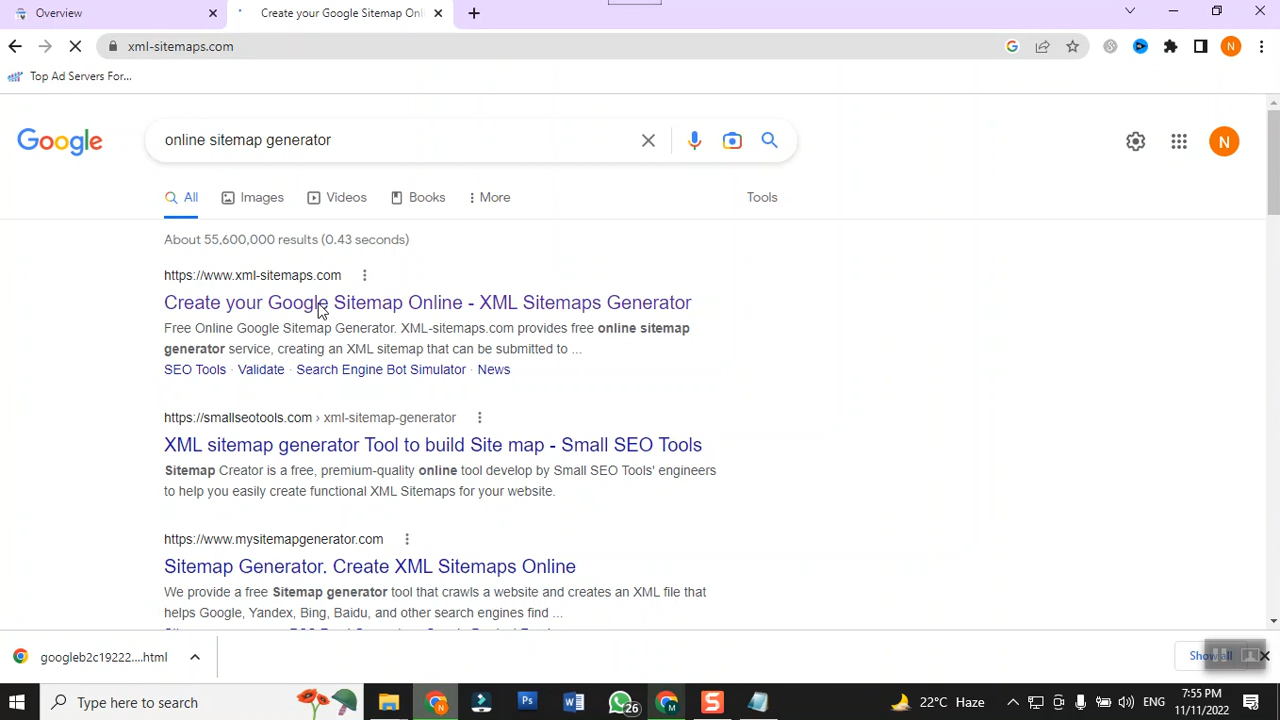 Overview
Create your Google Sitemap Onl
xml-sitemaps.com
N
Top Ad Servers For...
Google
online sitemap generator
N
All
Images
Videos
Books
More
Tools
About 55,600,000 results (0.43 seconds)
https://www.xml-sitemaps.com
Create your Google Sitemap Online - XML Sitemaps Generator
Free Online Google Sitemap Generator. XML-sitemaps.com provides free online sitemap
generator service, creating an XML sitemap that can be submitted to ...
SEO Tools · Validate · Search Engine Bot Simulator · News
https://smallseotools.com › xml-sitemap-generator
XML sitemap generator Tool to build Site map - Small SEO Tools
Sitemap Creator is a free, premium-quality online tool develop by Small SEO Tools' engineers
to help you easily create functional XML Sitemaps for your website.
https://www.mysitemapgenerator.com
Sitemap Generator. Create XML Sitemaps Online
We provide a free Sitemap generator tool that crawls a website and creates an XML file that
helps Google, Yandex, Bing, Baidu, and other search engines find ...
googleb2c19222....html
Show all
Type here to search
Ps
W
26
N
M
S
22°C Haze
ENG
7:55 PM
11/11/2022